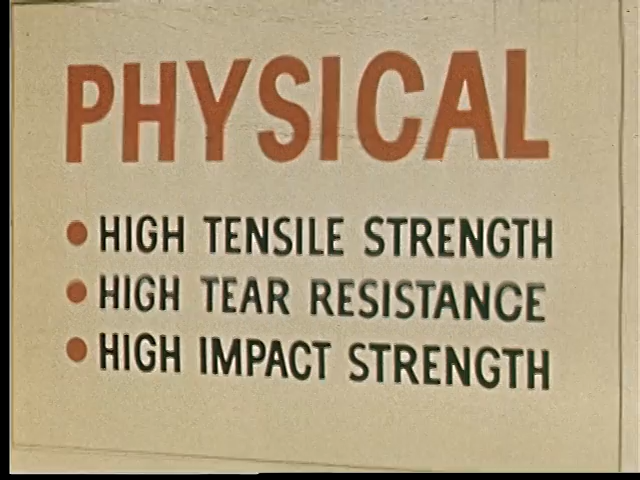 PHYSICAL
• HIGH TENSILE STRENGTH
• HIGH TEAR RESISTANCE
• HIGH IMPACT STRENGTH